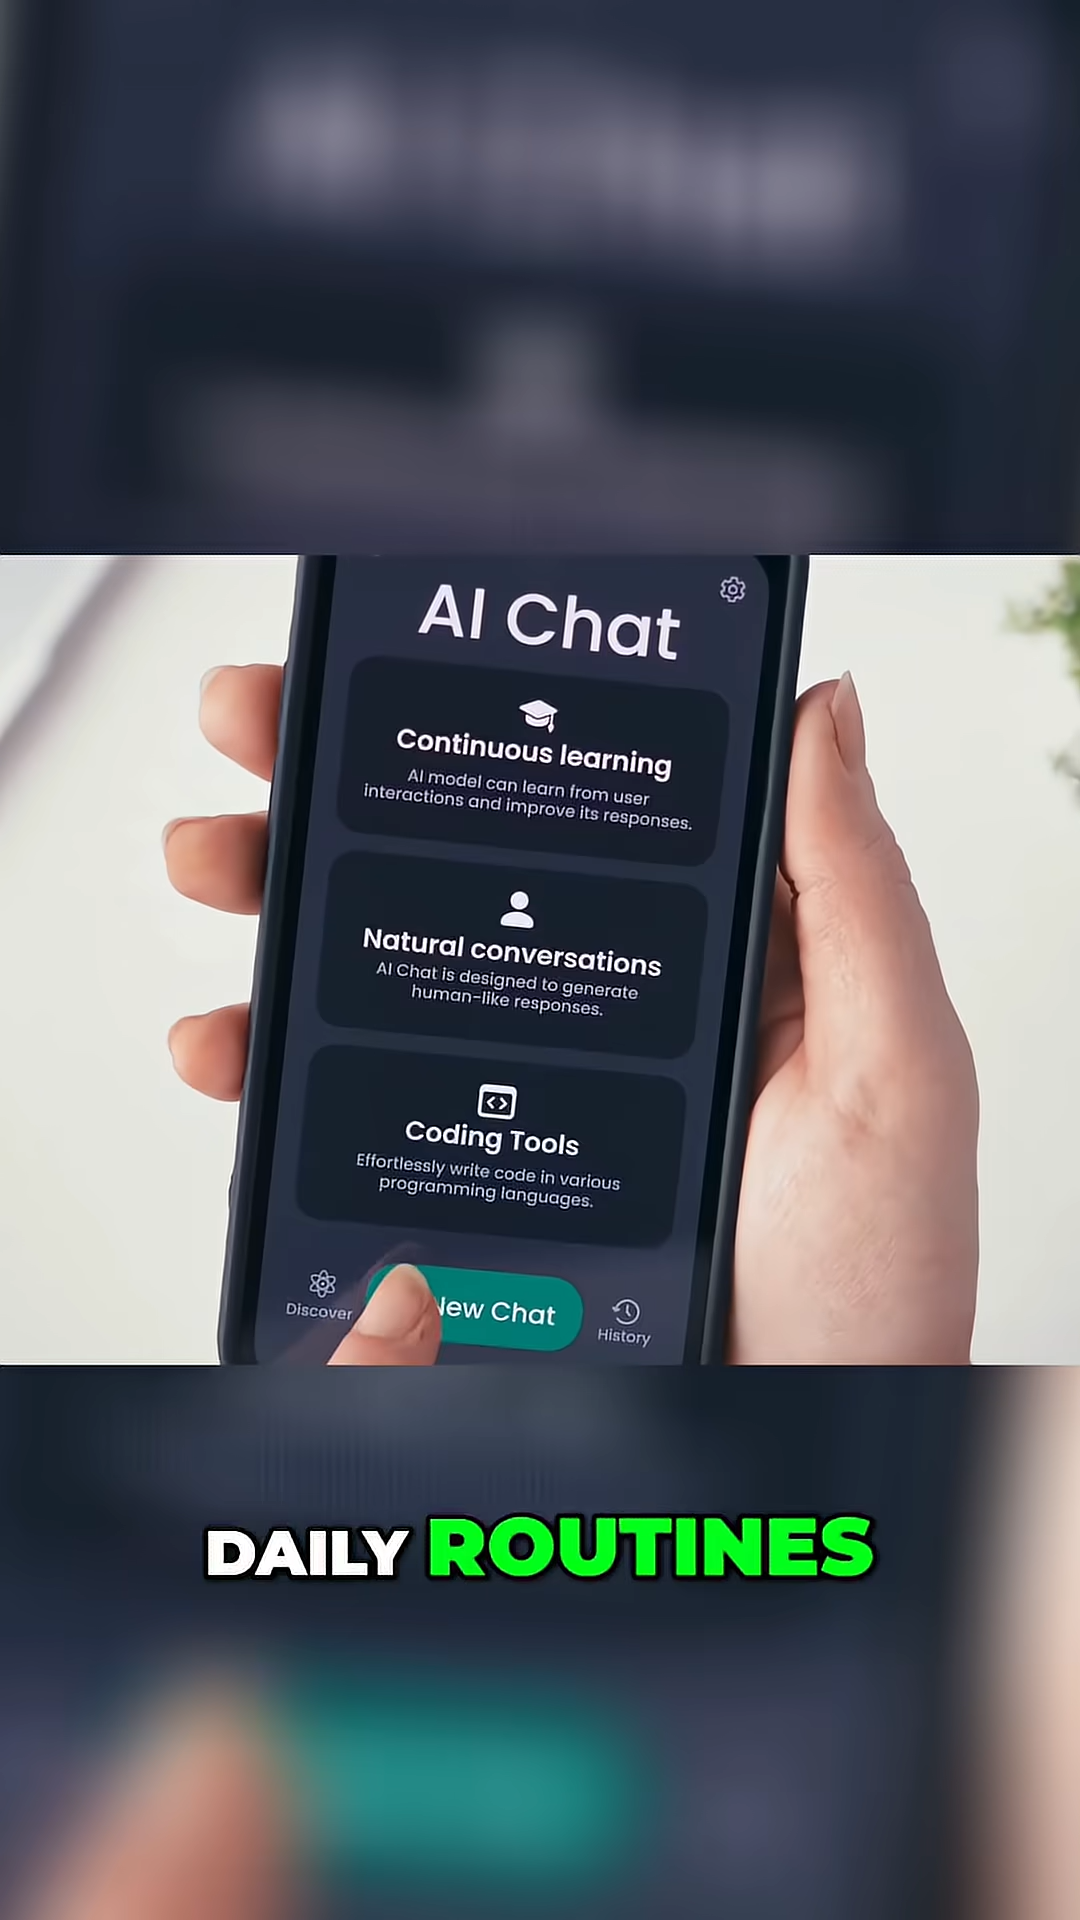 AI Chat
Continuous learning
AI model can learn from user
interactions and improve its responses.
Natural conversations
AI Chat is designed to generate
human-like responses.
Coding Tools
Effortlessly write code in various
programming languages.
Discover
New Chat
History
DAILY ROUTINES